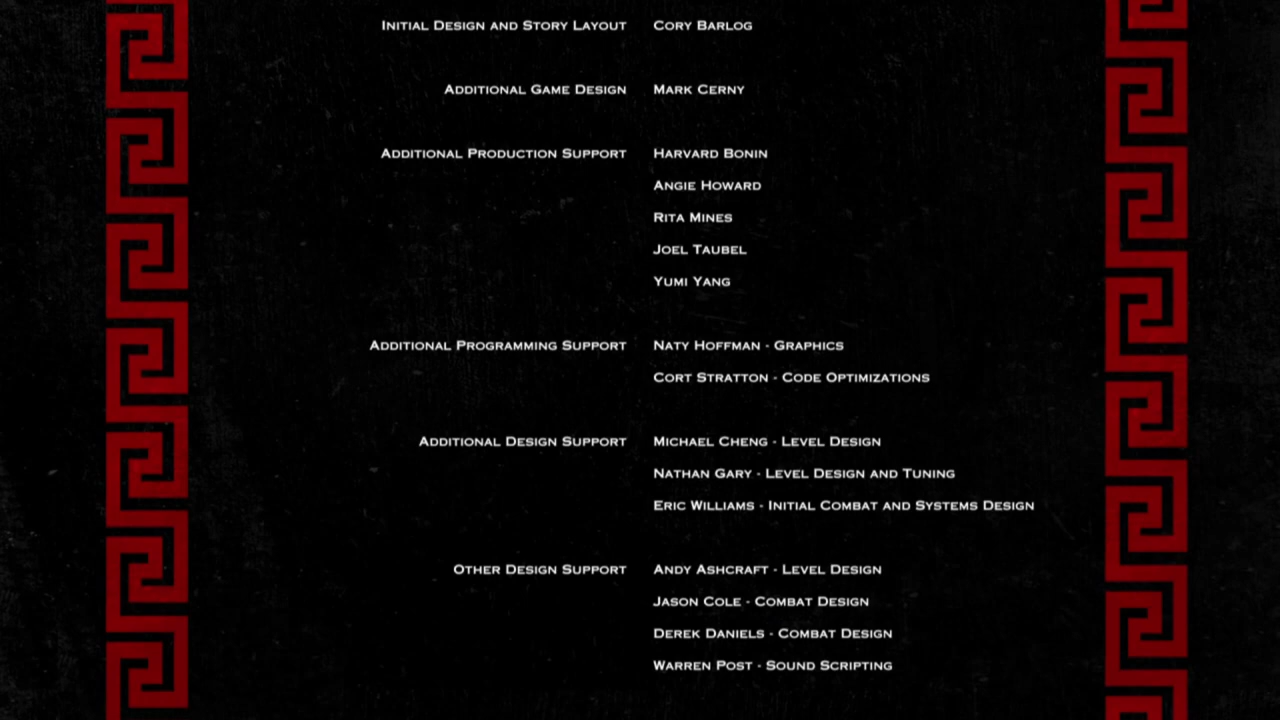 Initial Design and Story Layout Cory Barlog
Additional Game Design Mark Cerny
Additional Production Support Harvard Bonin
Angie Howard
Rita Mines
Joel Taubel
Yumi Yang
Additional Programming Support Naty Hoffman - Graphics
Cort Stratton - Code Optimizations
Additional Design Support Michael Cheng - Level Design
Nathan Gary - Level Design and Tuning
Eric Williams - Initial Combat and Systems Design
Other Design Support Andy Ashcraft - Level Design
Jason Cole - Combat Design
Derek Daniels - Combat Design
Warren Post - Sound Scripting